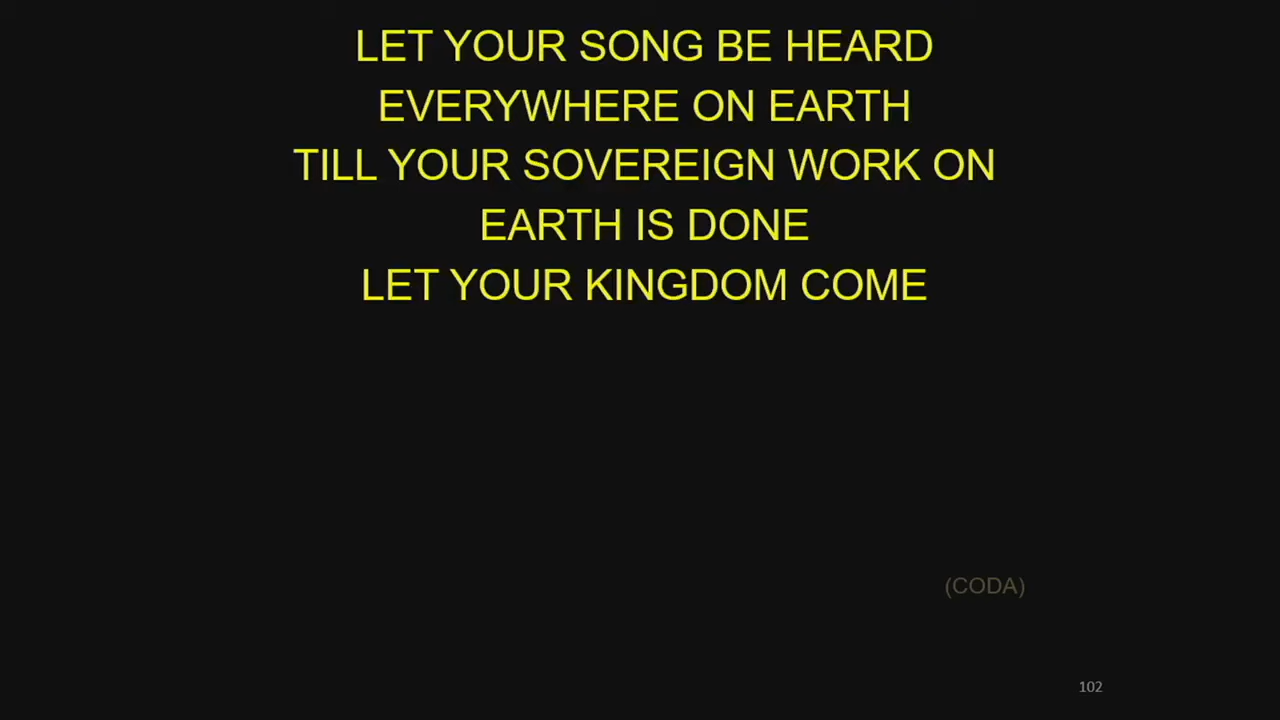 LET YOUR SONG BE HEARD
EVERYWHERE ON EARTH
TILL YOUR SOVEREIGN WORK ON
EARTH IS DONE
LET YOUR KINGDOM COME
(CODA)
102